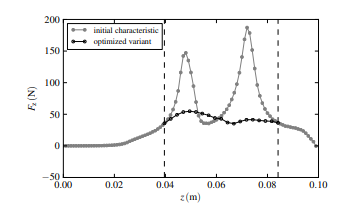 200
150
100
50
0
−50
F_z (N)
initial characteristic
optimized variant
0.00 0.02 0.04 0.06 0.08 0.10
z (m)